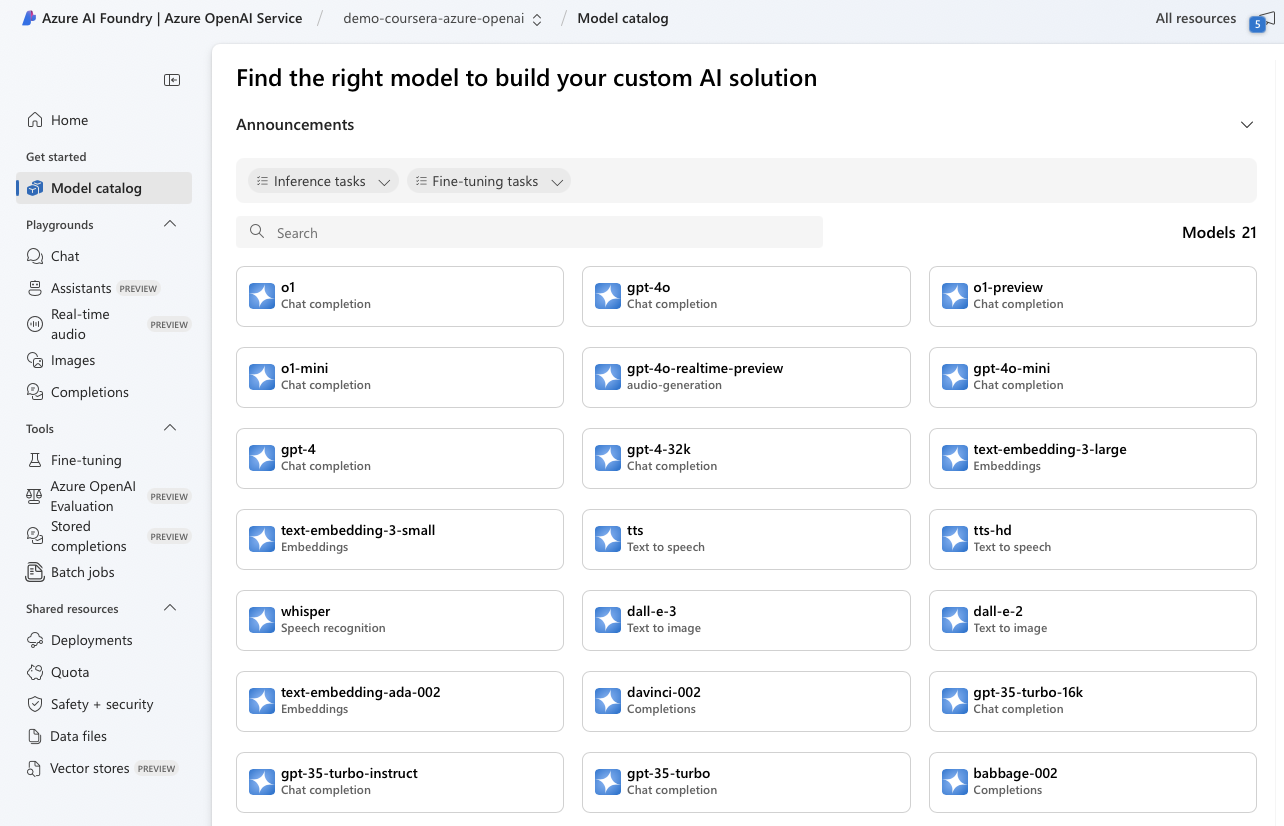 Azure AI Foundry | Azure OpenAI Service / demo-coursera-azure-openai / Model catalog
All resources
5
Home
Get started
Model catalog
Playgrounds
Chat
Assistants PREVIEW
Real-time
audio
PREVIEW
Images
Completions
Tools
Fine-tuning
Azure OpenAI
Evaluation
PREVIEW
Stored
completions
PREVIEW
Batch jobs
Shared resources
Deployments
Quota
Safety + security
Data files
Vector stores PREVIEW
Find the right model to build your custom AI solution
Announcements
Inference tasks
Fine-tuning tasks
Search
Models 21
o1
Chat completion
gpt-4o
Chat completion
o1-preview
Chat completion
o1-mini
Chat completion
gpt-4o-realtime-preview
audio-generation
gpt-4o-mini
Chat completion
gpt-4
Chat completion
gpt-4-32k
Chat completion
text-embedding-3-large
Embeddings
text-embedding-3-small
Embeddings
tts
Text to speech
tts-hd
Text to speech
whisper
Speech recognition
dall-e-3
Text to image
dall-e-2
Text to image
text-embedding-ada-002
Embeddings
davinci-002
Completions
gpt-35-turbo-16k
Chat completion
gpt-35-turbo-instruct
Chat completion
gpt-35-turbo
Chat completion
babbage-002
Completions